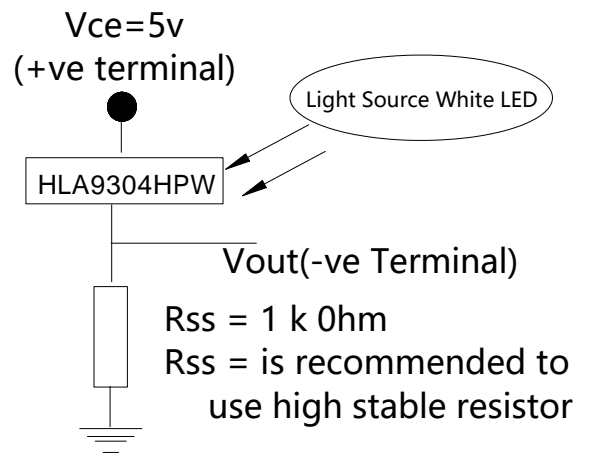 Vce=5v
(+ve terminal)
Light Source White LED
HLA9304HPW
Vout(-ve Terminal)
Rss = 1 k 0hm
Rss = is recommended to
use high stable resistor